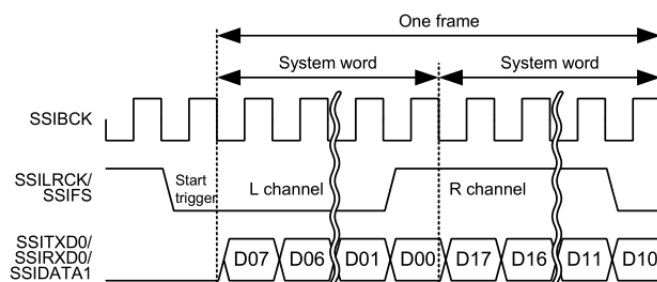 One frame
System word System word
SSIBCK
SSILRCK/
SSIFS
Start
trigger
L channel R channel
SSITXD0/
SSIRXD0/
SSIDATA1
D07 D06 D01 D00 D17 D16 D11 D10